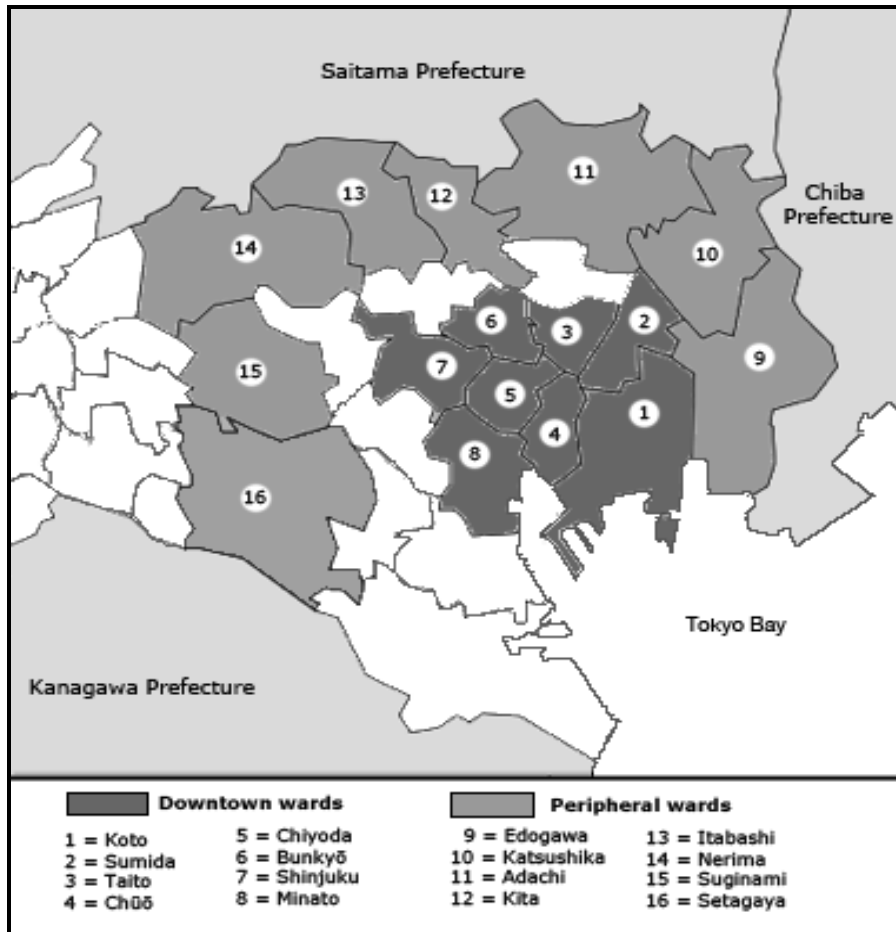 Saitama Prefecture
Chiba
Prefecture
11
13
12
14
10
6
3
2
7
9
15
5
1
4
8
16
Tokyo Bay
Kanagawa Prefecture
Downtown wards
1 = Koto
2 = Sumida
3 = Taito
4 = Chūō
5 = Chiyoda
6 = Bunkyō
7 = Shinjuku
8 = Minato
Peripheral wards
9 = Edogawa
10 = Katsushika
11 = Adachi
12 = Kita
13 = Itabashi
14 = Nerima
15 = Suginami
16 = Setagaya